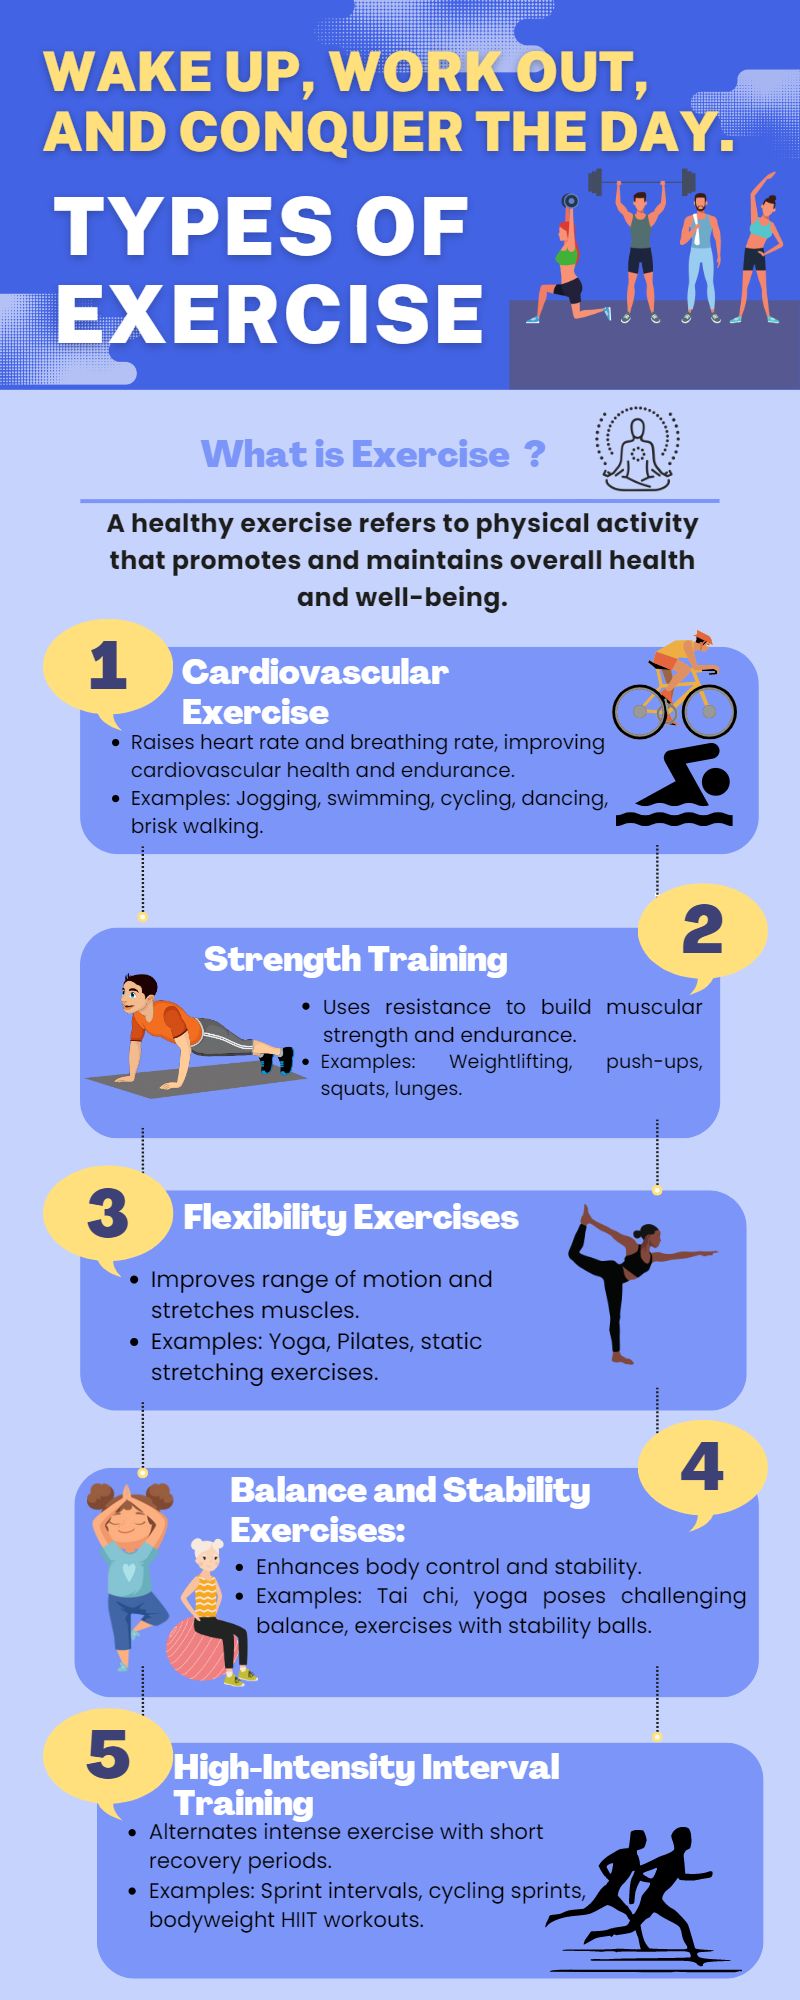 WAKE UP, WORK OUT,
AND CONQUER THE DAY.
TYPES OF
EXERCISE
What is Exercise ?
A healthy exercise refers to physical activity
that promotes and maintains overall health
and well-being.
1
Cardiovascular
Exercise
• Raises heart rate and breathing rate, improving
cardiovascular health and endurance.
• Examples: Jogging, swimming, cycling, dancing,
brisk walking.
2
Strength Training
• Uses resistance to build muscular
strength and endurance.
• Examples: Weightlifting, push-ups,
squats, lunges.
3
Flexibility Exercises
• Improves range of motion and
stretches muscles.
• Examples: Yoga, Pilates, static
stretching exercises.
4
Balance and Stability
Exercises:
• Enhances body control and stability.
• Examples: Tai chi, yoga poses challenging
balance, exercises with stability balls.
5
High-Intensity Interval
Training
• Alternates intense exercise with short
recovery periods.
• Examples: Sprint intervals, cycling sprints,
bodyweight HIIT workouts.